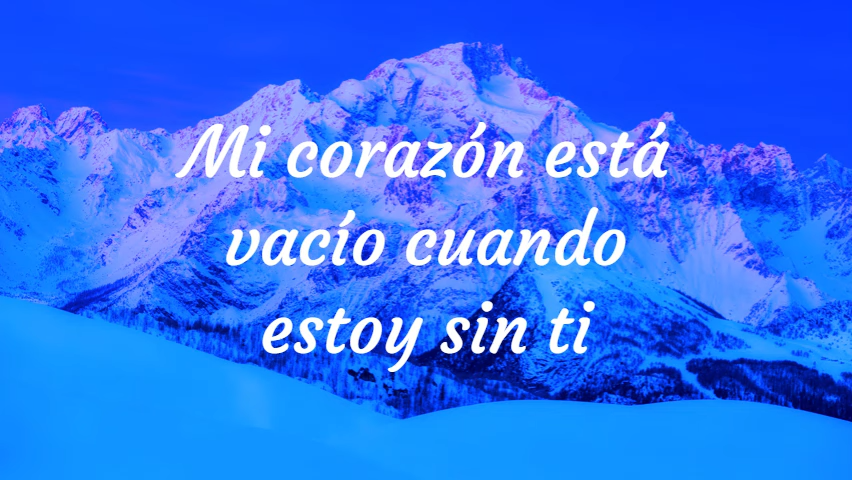 Mi corazón está
vacío cuando
estoy sin ti